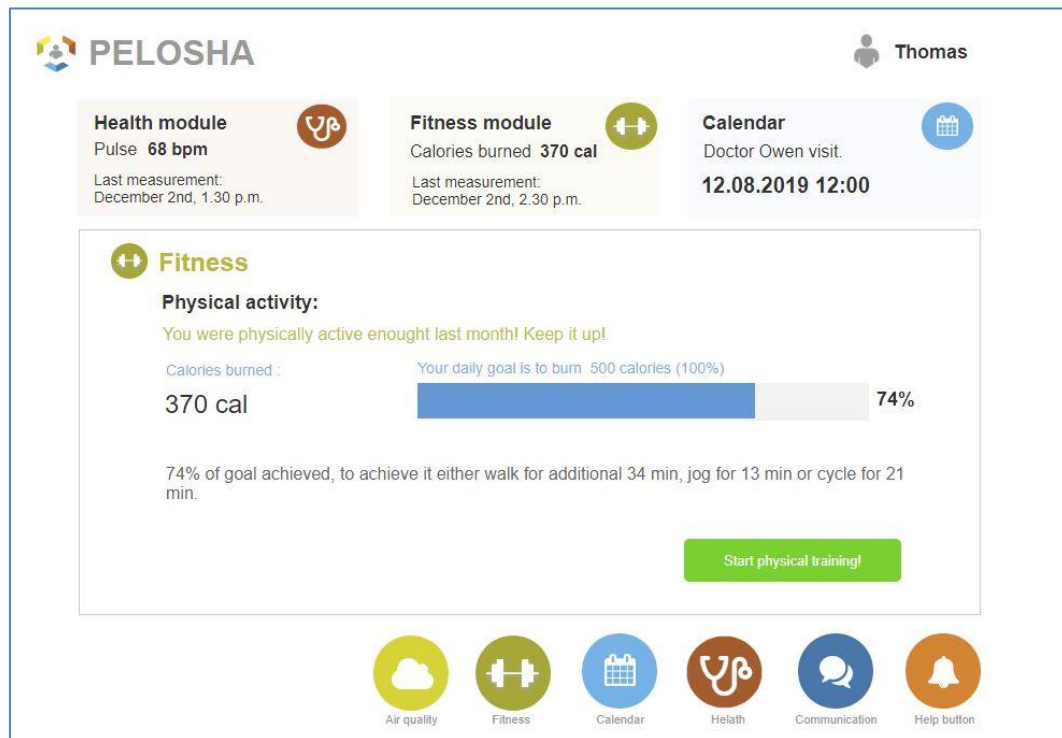 PELOSHA
Thomas
Health module
Pulse 68 bpm
Last measurement:
December 2nd, 1.30 p.m.
Fitness module
Calories burned 370 cal
Last measurement:
December 2nd, 2.30 p.m.
Calendar
Doctor Owen visit.
12.08.2019 12:00
Fitness
Physical activity:
You were physically active enought last month! Keep it up!
Calories burned :
370 cal
Your daily goal is to burn 500 calories (100%)
74%
74% of goal achieved, to achieve it either walk for additional 34 min, jog for 13 min or cycle for 21
min.
Start physical training!
Air quality
Fitness
Calendar
Helath
Communication
Help button